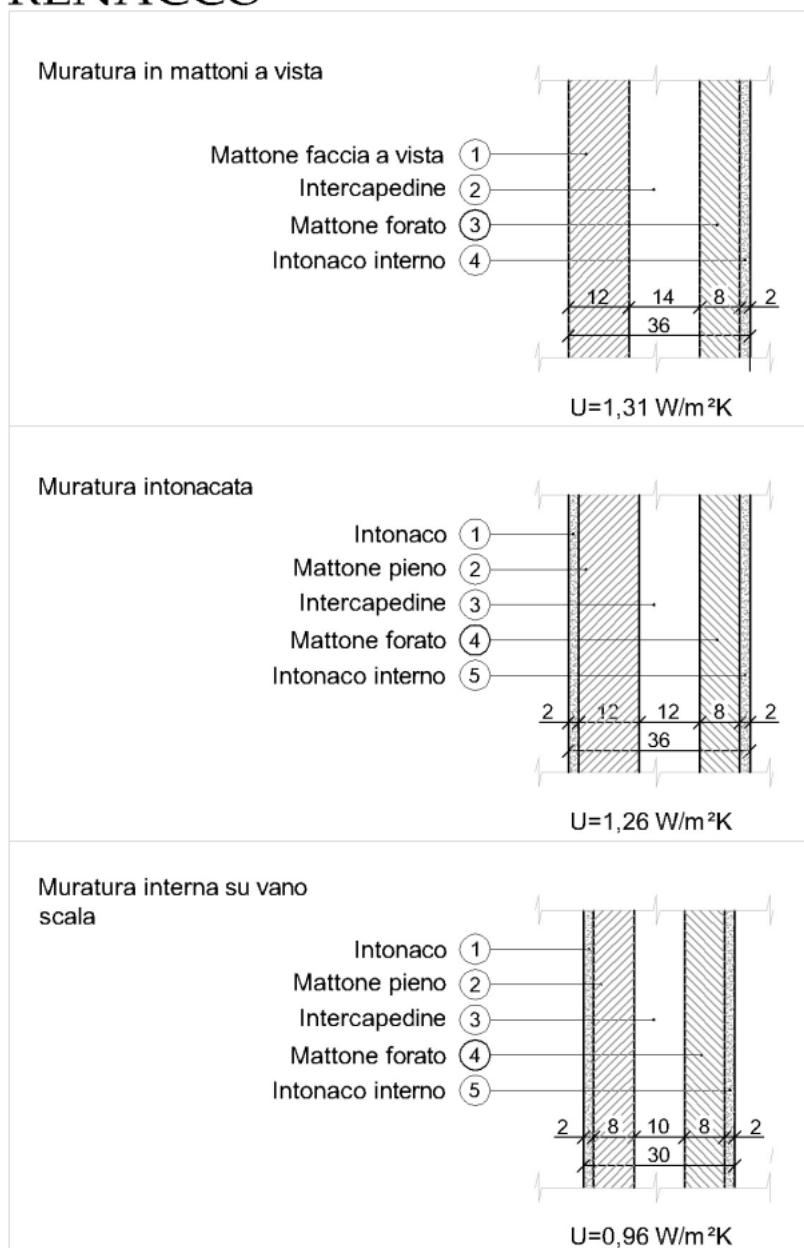 Muratura in mattoni a vista
Mattone faccia a vista 1
Intercapedine 2
Mattone forato 3
Intonaco interno 4
12 14 8 2
36
U=1,31 W/m²K
Muratura intonacata
Intonaco 1
Mattone pieno 2
Intercapedine 3
Mattone forato 4
Intonaco interno 5
2 12 12 8 2
36
U=1,26 W/m²K
Muratura interna su vano
scala
Intonaco 1
Mattone pieno 2
Intercapedine 3
Mattone forato 4
Intonaco interno 5
2 8 10 8 2
30
U=0,96 W/m²K